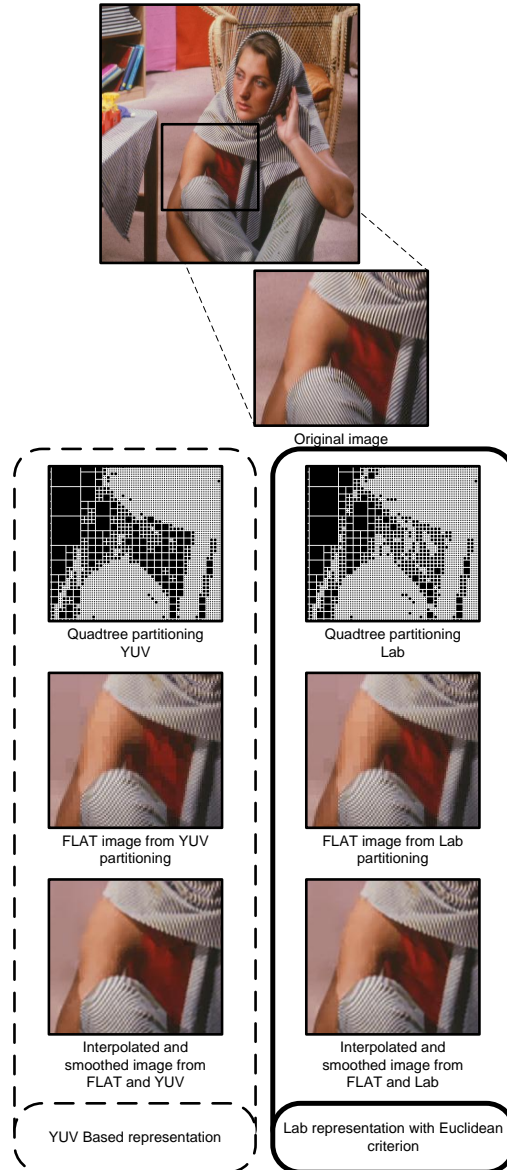 Original image
Quadtree partitioning
YUV
Quadtree partitioning
Lab
FLAT image from YUV
partitioning
FLAT image from Lab
partitioning
Interpolated and
smoothed image from
FLAT and YUV
Interpolated and
smoothed image from
FLAT and Lab
YUV Based representation
Lab representation with Euclidean
criterion